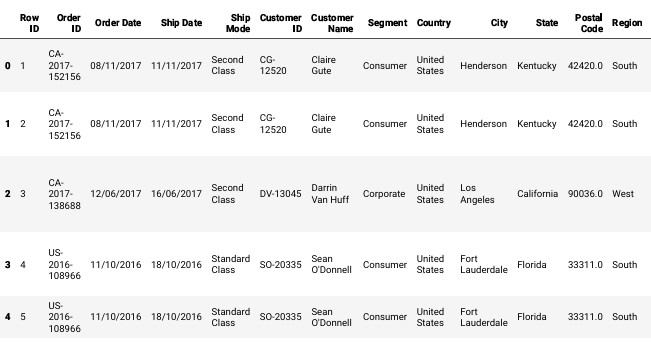 Row ID Order ID Order Date Ship Date Ship Mode Customer ID Customer Name Segment Country City State Postal Code Region
0 1 CA-2017-152156 08/11/2017 11/11/2017 Second Class CG-12520 Claire Gute Consumer United States Henderson Kentucky 42420.0 South
1 2 CA-2017-152156 08/11/2017 11/11/2017 Second Class CG-12520 Claire Gute Consumer United States Henderson Kentucky 42420.0 South
2 3 CA-2017-138688 12/06/2017 16/06/2017 Second Class DV-13045 Darrin Van Huff Corporate United States Los Angeles California 90036.0 West
3 4 US-2016-108966 11/10/2016 18/10/2016 Standard Class SO-20335 Sean O'Donnell Consumer United States Fort Lauderdale Florida 33311.0 South
4 5 US-2016-108966 11/10/2016 18/10/2016 Standard Class SO-20335 Sean O'Donnell Consumer United States Fort Lauderdale Florida 33311.0 South